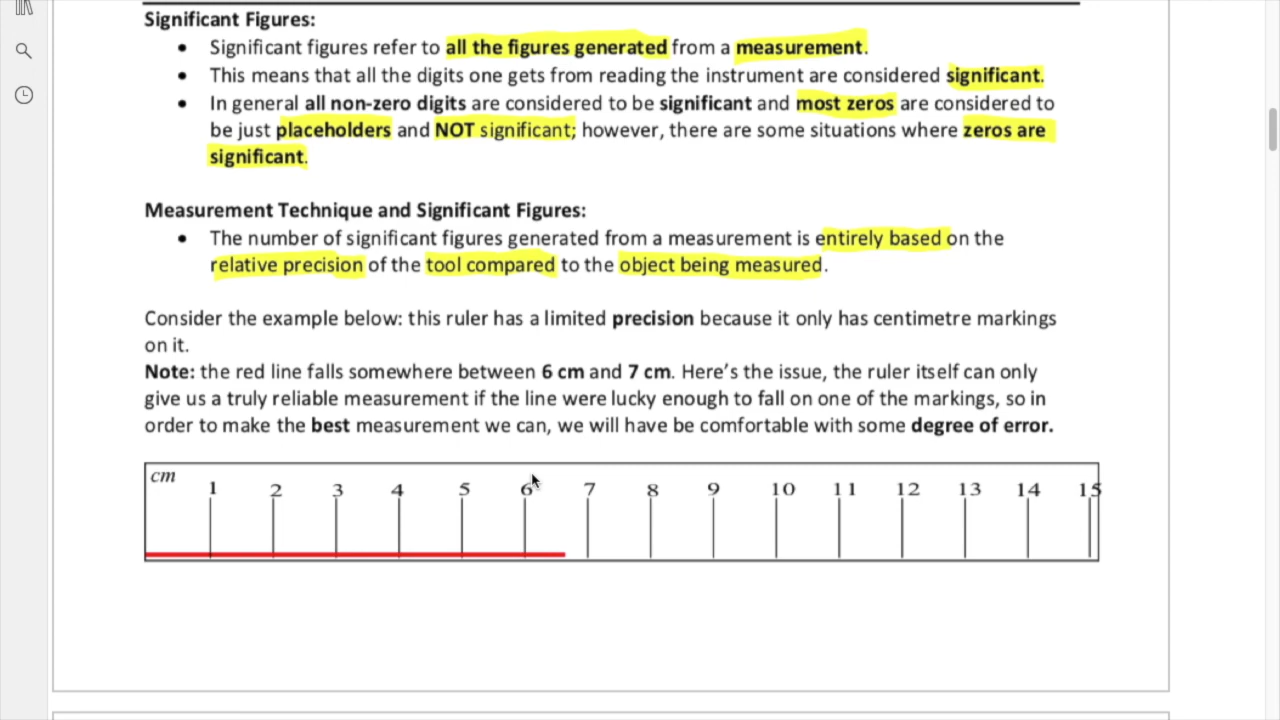 Significant Figures:
• Significant figures refer to all the figures generated from a measurement.
• This means that all the digits one gets from reading the instrument are considered significant.
• In general all non-zero digits are considered to be significant and most zeros are considered to
be just placeholders and NOT significant; however, there are some situations where zeros are
significant.
Measurement Technique and Significant Figures:
• The number of significant figures generated from a measurement is entirely based on the
relative precision of the tool compared to the object being measured.
Consider the example below: this ruler has a limited precision because it only has centimetre markings
on it.
Note: the red line falls somewhere between 6 cm and 7 cm. Here's the issue, the ruler itself can only
give us a truly reliable measurement if the line were lucky enough to fall on one of the markings, so in
order to make the best measurement we can, we will have be comfortable with some degree of error.
cm
1 2 3 4 5 6 7 8 9 10 11 12 13 14 15